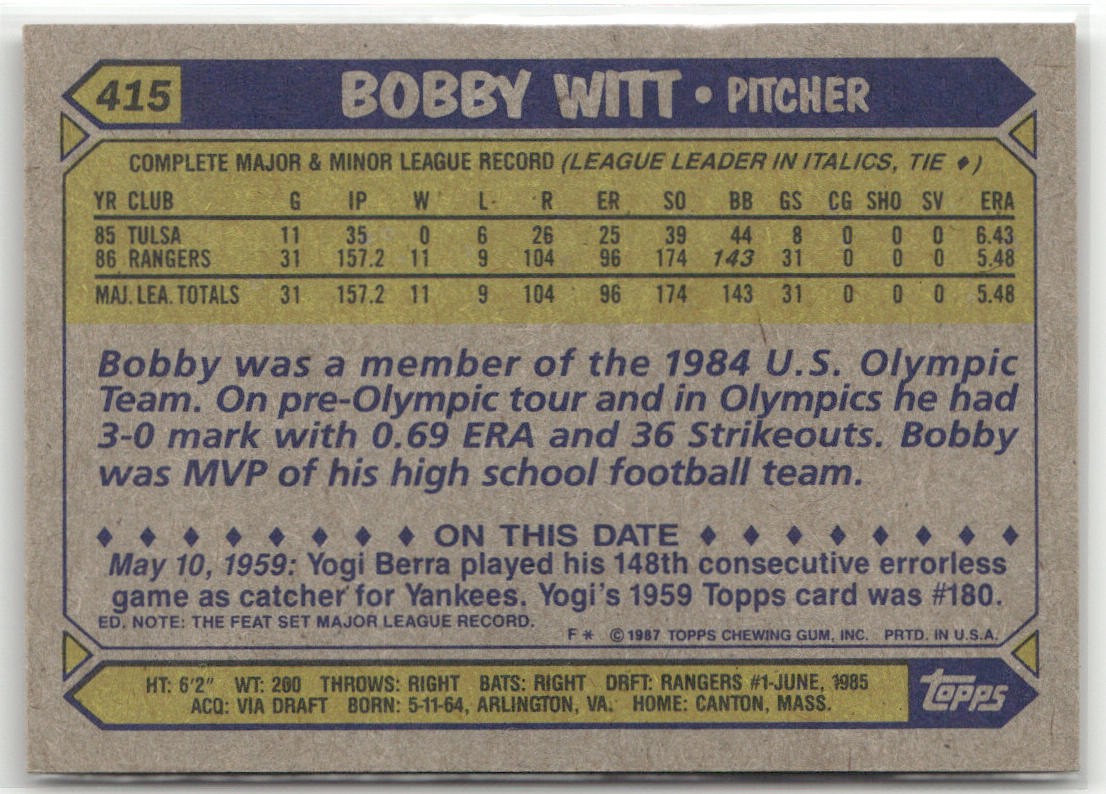 415 BOBBY WITT • PITCHER
COMPLETE MAJOR & MINOR LEAGUE RECORD (LEAGUE LEADER IN ITALICS, TIE ♦)
YR CLUB G IP W L R ER SO BB GS CG SHO SV ERA
85 TULSA 11 35 0 6 26 25 39 44 8 0 0 0 6.43
86 RANGERS 31 157.2 11 9 104 96 174 143 31 0 0 0 5.48
MAJ. LEA. TOTALS 31 157.2 11 9 104 96 174 143 31 0 0 0 5.48
Bobby was a member of the 1984 U.S. Olympic
Team. On pre-Olympic tour and in Olympics he had
3-0 mark with 0.69 ERA and 36 Strikeouts. Bobby
was MVP of his high school football team.
♦ ♦ ♦ ♦ ♦ ♦ ♦ ♦ ON THIS DATE ♦ ♦ ♦ ♦ ♦ ♦ ♦ ♦
May 10, 1959: Yogi Berra played his 148th consecutive errorless
game as catcher for Yankees. Yogi's 1959 Topps card was #180.
ED. NOTE: THE FEAT SET MAJOR LEAGUE RECORD.
F* ©1987 TOPPS CHEWING GUM, INC. PRTD. IN U.S.A.
HT: 6'2" WT: 200 THROWS: RIGHT BATS: RIGHT DRFT: RANGERS #1-JUNE, 1985
ACQ: VIA DRAFT BORN: 5-11-64, ARLINGTON, VA. HOME: CANTON, MASS.
topps